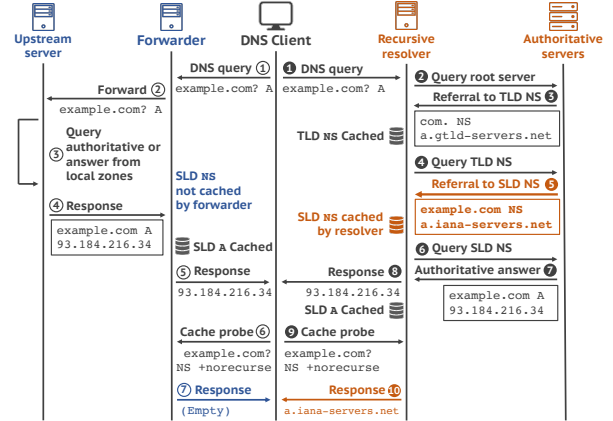 Upstream
server
Forwarder
DNS Client
Recursive
resolver
Authoritative
servers
DNS query ①
example.com? A
❶ DNS query
example.com? A
❷ Query root server
Forward ②
example.com? A
Referral to TLD NS ❸
com. NS
a.gtld-servers.net
TLD NS Cached
③ Query
authoritative or
answer from
local zones
❹ Query TLD NS
SLD NS
not cached
by forwarder
Referral to SLD NS ❺
example.com NS
a.iana-servers.net
④ Response
example.com A
93.184.216.34
SLD NS cached
by resolver
SLD A Cached
❻ Query SLD NS
Authoritative answer ❼
example.com A
93.184.216.34
⑤ Response
93.184.216.34
Response ❽
93.184.216.34
SLD A Cached
Cache probe ⑥
example.com?
NS +norecurse
❾ Cache probe
example.com?
NS +norecurse
⑦ Response
(Empty)
Response ❿
a.iana-servers.net